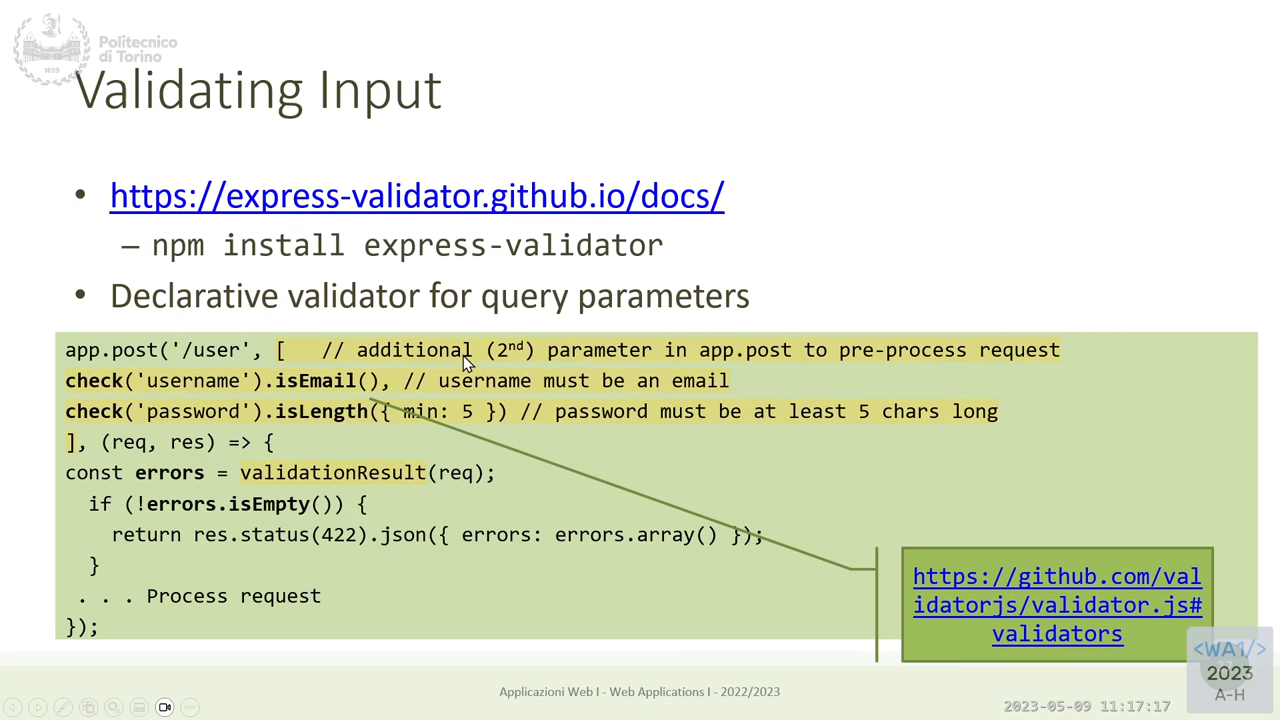 Politecnico
di Torino
1859
Validating Input
• https://express-validator.github.io/docs/
– npm install express-validator
• Declarative validator for query parameters
app.post('/user', [   // additional (2nd) parameter in app.post to pre-process request
check('username').isEmail(), // username must be an email
check('password').isLength({ min: 5 }) // password must be at least 5 chars long
], (req, res) => {
const errors = validationResult(req);
  if (!errors.isEmpty()) {
    return res.status(422).json({ errors: errors.array() });
  }
 . . . Process request
});
https://github.com/val
idatorjs/validator.js#
validators
Applicazioni Web I - Web Applications I - 2022/2023
2023-05-09 11:17:17
<WA1/>
2023
A-H